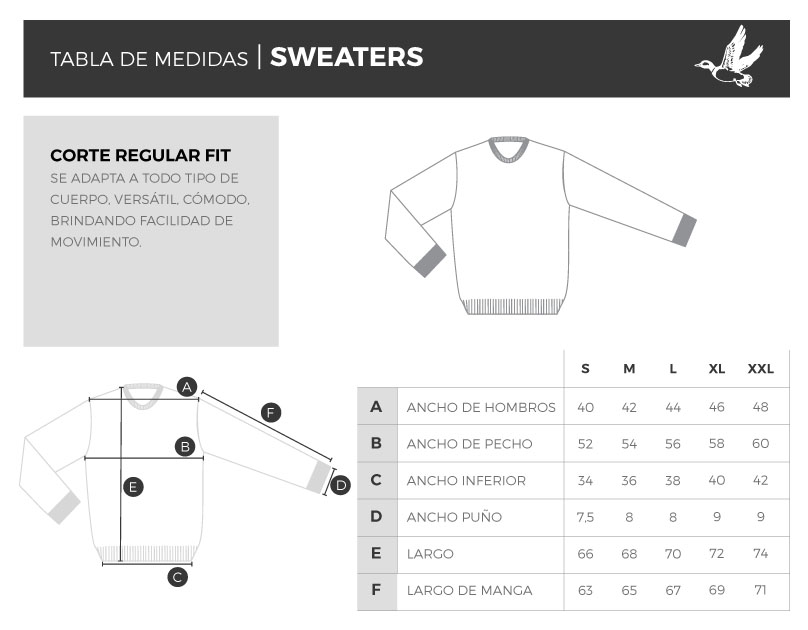 TABLA DE MEDIDAS | SWEATERS
CORTE REGULAR FIT
SE ADAPTA A TODO TIPO DE
CUERPO, VERSÁTIL, CÓMODO,
BRINDANDO FACILIDAD DE
MOVIMIENTO.
A
F
B
E
D
C
S M L XL XXL
A ANCHO DE HOMBROS 40 42 44 46 48
B ANCHO DE PECHO 52 54 56 58 60
C ANCHO INFERIOR 34 36 38 40 42
D ANCHO PUÑO 7,5 8 8 9 9
E LARGO 66 68 70 72 74
F LARGO DE MANGA 63 65 67 69 71